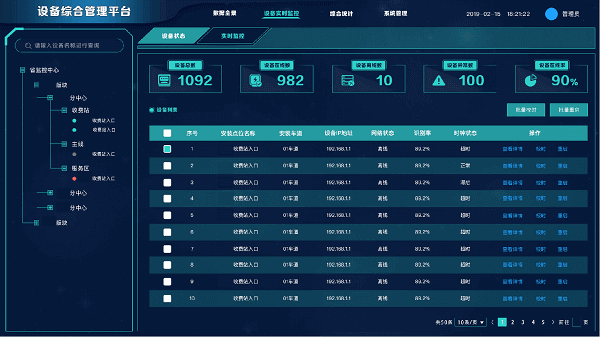 设备综合管理平台
数据全景 设备实时监控 综合统计 系统管理
2019-02-15 16:21:22 管理员
请输入设备名称进行查询
省监控中心
版块
分中心
收费站
收费站入口
收费站入口
主线
收费站入口
服务区
收费站入口
分中心
分中心
版块
设备状态 实时监控
设备总数 1092
设备在线数 982
设备离线数 10
设备异常数 100
设备在线率 90%
设备列表
批量校时 批量重启
序号 安装点位名称 安装车道 设备IP地址 网络状态 识别率 时钟状态 操作
1 收费站入口 01车道 192.168.1.1 离线 89.2% 超时 查看详情 校时 重启
2 收费站入口 01车道 192.168.1.1 离线 89.2% 正常 查看详情 校时 重启
3 收费站入口 01车道 192.168.1.1 离线 89.2% 滞后 查看详情 校时 重启
4 收费站入口 01车道 192.168.1.1 离线 89.2% 超时 查看详情 校时 重启
5 收费站入口 01车道 192.168.1.1 离线 89.2% 超时 查看详情 校时 重启
6 收费站入口 01车道 192.168.1.1 离线 89.2% 超时 查看详情 校时 重启
7 收费站入口 01车道 192.168.1.1 离线 89.2% 超时 查看详情 校时 重启
8 收费站入口 01车道 192.168.1.1 离线 89.2% 超时 查看详情 校时 重启
9 收费站入口 01车道 192.168.1.1 离线 89.2% 超时 查看详情 校时 重启
10 收费站入口 01车道 192.168.1.1 离线 89.2% 超时 查看详情 校时 重启
共50条 10条/页 1 2 3 4 5 前往 页